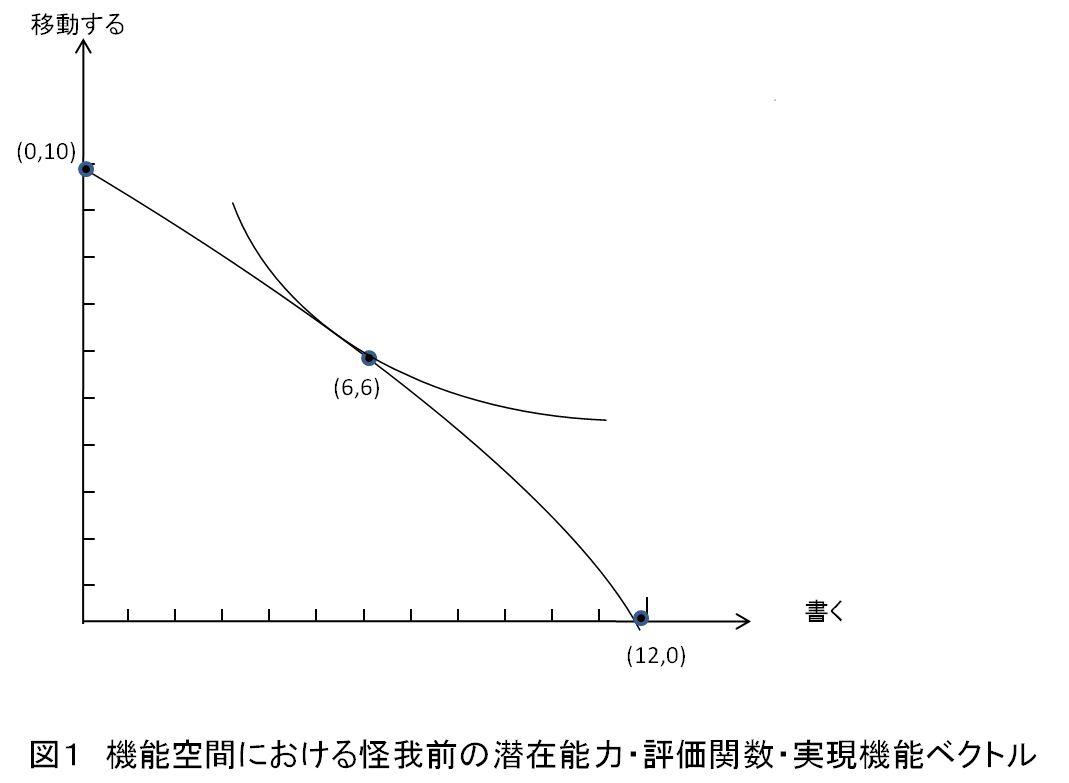 移動する
(0,10)
(6,6)
書く
(12,0)
図１　機能空間における怪我前の潜在能力・評価関数・実現機能ベクトル